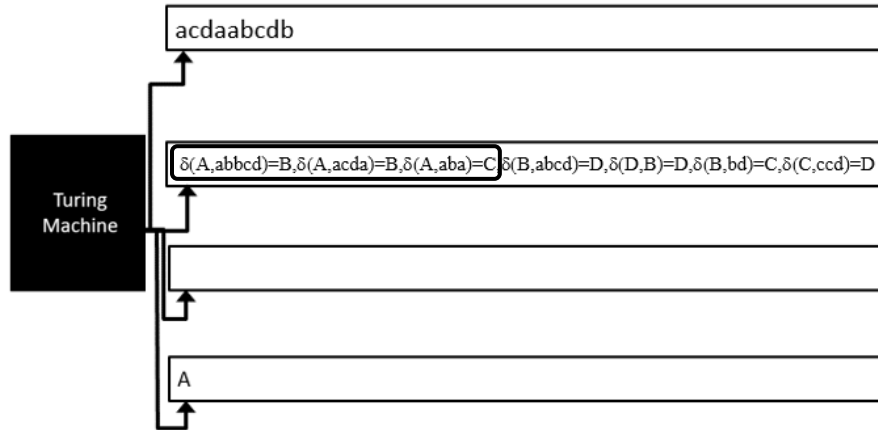 acdaabcdb
δ(A,abbcd)=B,δ(A,acda)=B,δ(A,aba)=C,δ(B,abcd)=D,δ(D,B)=D,δ(B,bd)=C,δ(C,ccd)=D
Turing
Machine
A